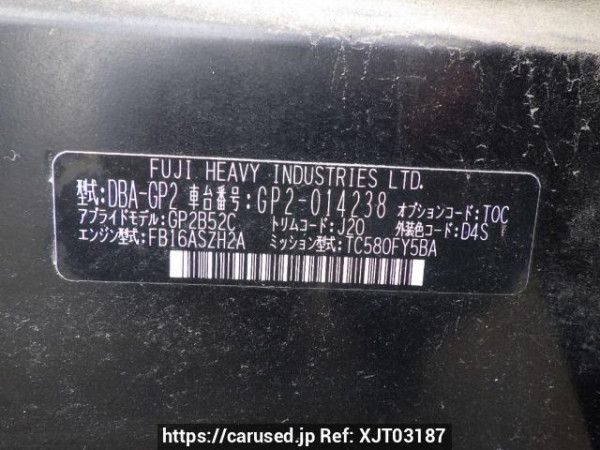 FUJI HEAVY INDUSTRIES LTD.
型式:DBA-GP2 車台番号:GP2-014238 オプションコード:TOC
アプライドモデル:GP2B52C トリムコード:J20 外装色コード:D4S
エンジン型式:FB16ASZH2A ミッション型式:TC580FY5BA
https://carused.jp Ref: XJT03187